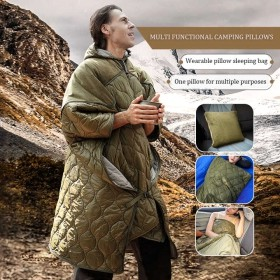 MULTI FUNCTIONAL CAMPING PILLOWS
Wearable pillow sleeping bag
One pillow for multiple purposes